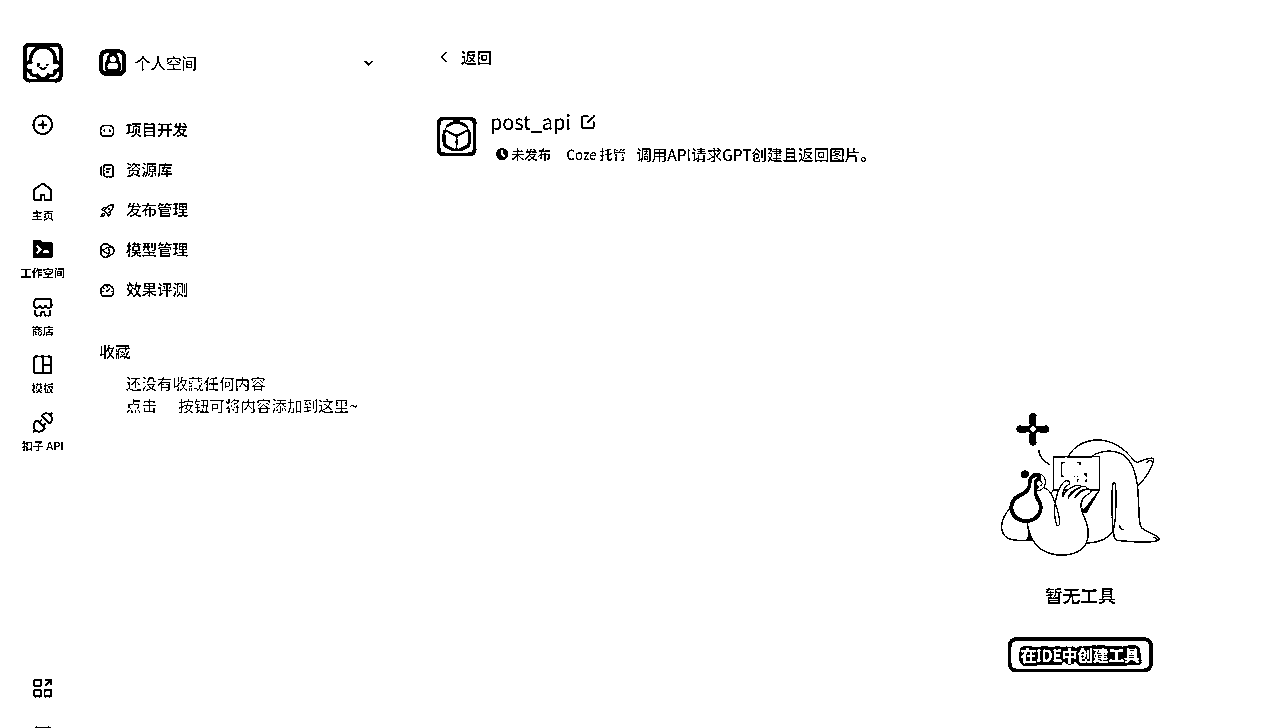 个人空间
返回
项目开发
资源库
发布管理
模型管理
效果评测
收藏
还没有收藏任何内容
点击 按钮可将内容添加到这里~
主页
工作空间
商店
模板
扣子 API
post_api
未发布 Coze 托管 调用API请求GPT创建且返回图片。
暂无工具
在IDE中创建工具